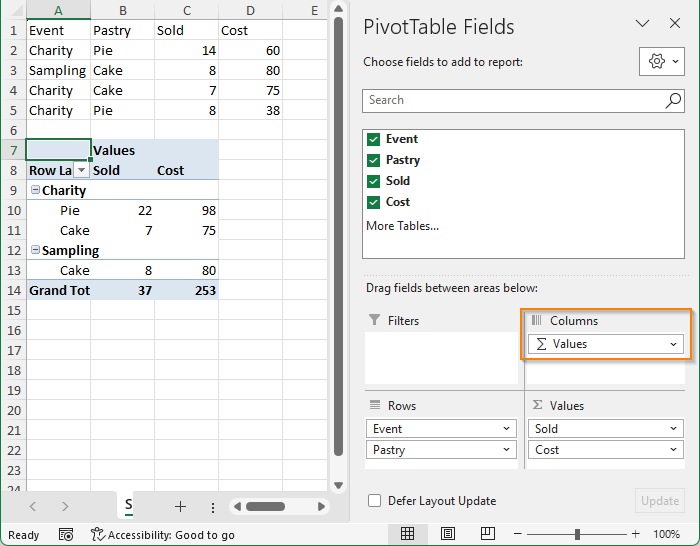 A B C D E
1 Event Pastry Sold Cost
2 Charity Pie 14 60
3 Sampling Cake 8 80
4 Charity Cake 7 75
5 Charity Pie 8 38
6
7 Values
8 Row La Sold Cost
9 Charity
10 Pie 22 98
11 Cake 7 75
12 Sampling
13 Cake 8 80
14 Grand Tot 37 253
15
16
17
18
19
20
21
22
23
24
S
Ready
Accessibility: Good to go
100%
PivotTable Fields
Choose fields to add to report:
Search
Event
Pastry
Sold
Cost
More Tables...
Drag fields between areas below:
Filters
Columns
Σ Values
Rows
Event
Pastry
Σ Values
Sold
Cost
Defer Layout Update
Update